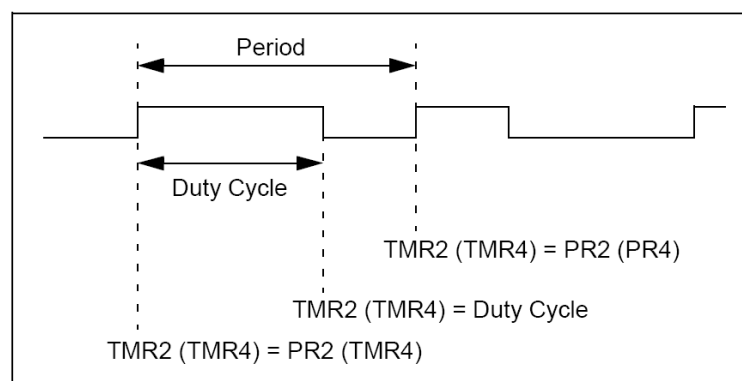 Period
Duty Cycle
TMR2 (TMR4) = PR2 (PR4)
TMR2 (TMR4) = Duty Cycle
TMR2 (TMR4) = PR2 (TMR4)